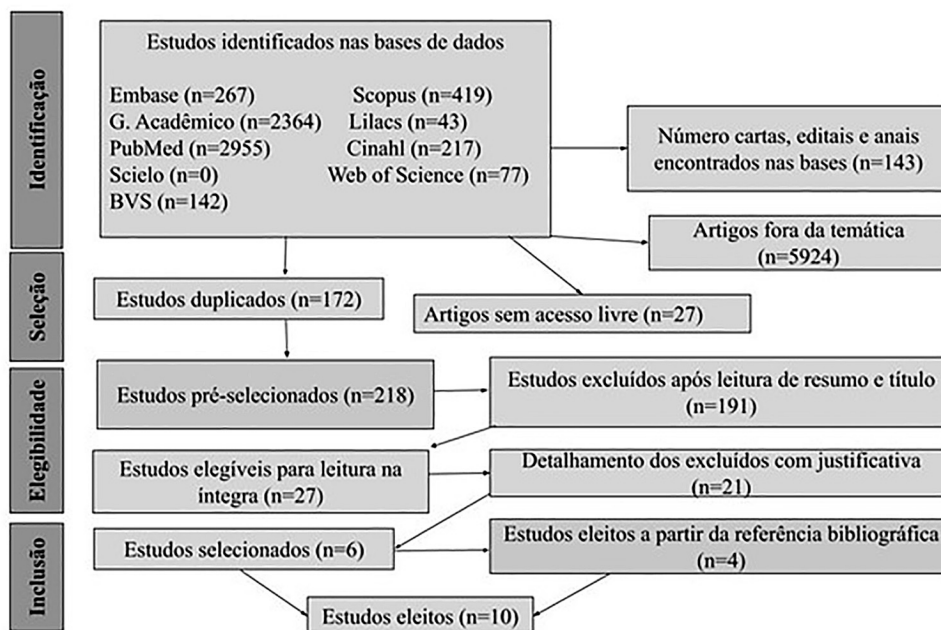 Identificação
Estudos identificados nas bases de dados
Embase (n=267)
G. Acadêmico (n=2364)
PubMed (n=2955)
Scielo (n=0)
BVS (n=142)
Scopus (n=419)
Lilacs (n=43)
Cinahl (n=217)
Web of Science (n=77)
Número cartas, editais e anais
encontrados nas bases (n=143)
Artigos fora da temática
(n=5924)
Seleção
Estudos duplicados (n=172)
Artigos sem acesso livre (n=27)
Elegibilidade
Estudos pré-selecionados (n=218)
Estudos excluídos após leitura de resumo e título
(n=191)
Estudos elegíveis para leitura na
íntegra (n=27)
Detalhamento dos excluídos com justificativa
(n=21)
Inclusão
Estudos selecionados (n=6)
Estudos eleitos a partir da referência bibliográfica
(n=4)
Estudos eleitos (n=10)